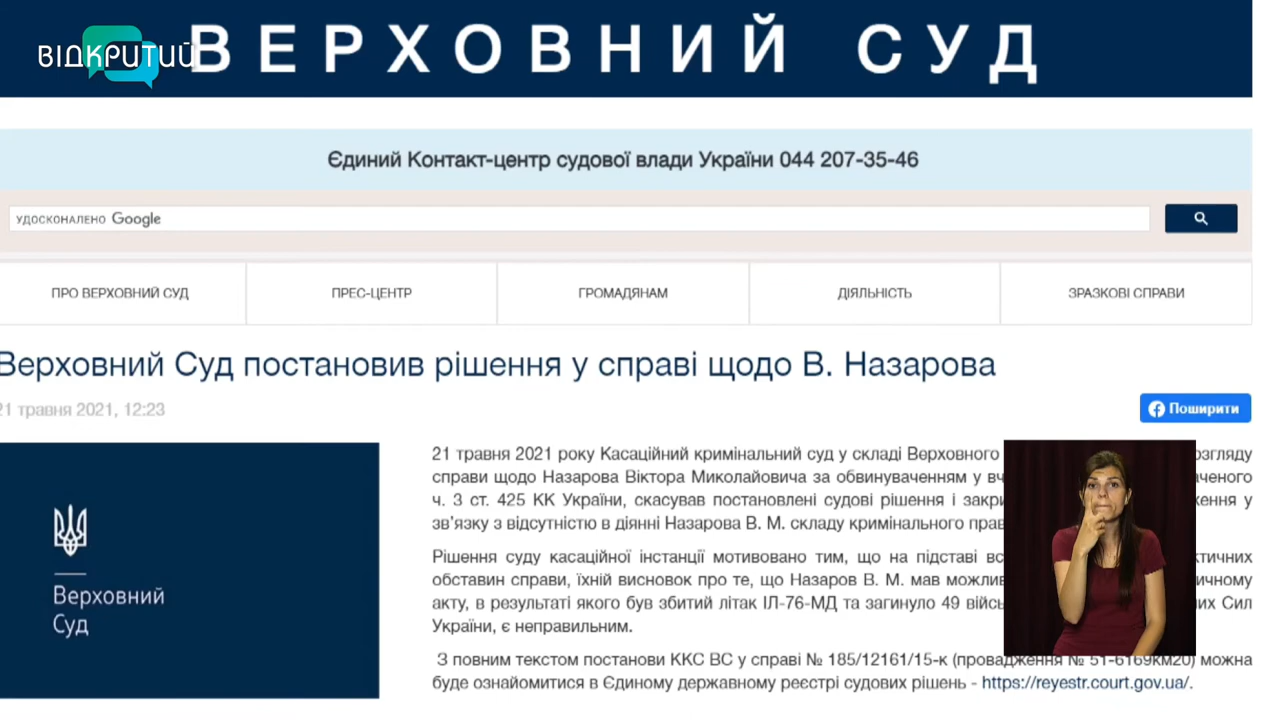 ВІДКРИТИЙ
ВЕРХОВНИЙ СУД
Єдиний Контакт-центр судової влади України 044 207-35-46
УДОСКОНАЛЕНО Google
ПРО ВЕРХОВНИЙ СУД
ПРЕС-ЦЕНТР
ГРОМАДЯНАМ
ДІЯЛЬНІСТЬ
ЗРАЗКОВІ СПРАВИ
Верховний Суд постановив рішення у справі щодо В. Назарова
21 травня 2021, 12:23
Поширити
21 травня 2021 року Касаційний кримінальний суд у складі Верховного
справи щодо Назарова Віктора Миколайовича за обвинуваченням у
ч. 3 ст. 425 КК України, скасував постановлені судові рішення і у
зв'язку з відсутністю в діянні Назарова В. М. складу кримінального
Рішення суду касаційної інстанції мотивовано тим, що на підставі
обставин справи, їхній висновок про те, що Назаров В. М. мав
акту, в результаті якого був збитий літак ІЛ-76-МД та загинуло 49 Сил
України, є неправильним.
З повним текстом постанови ККС ВС у справі № 185/12161/15-к (провадження № 51-6169км20) можна
буде ознайомитися в Єдиному державному реєстрі судових рішень - https://reyestr.court.gov.ua/.
Верховний
Суд